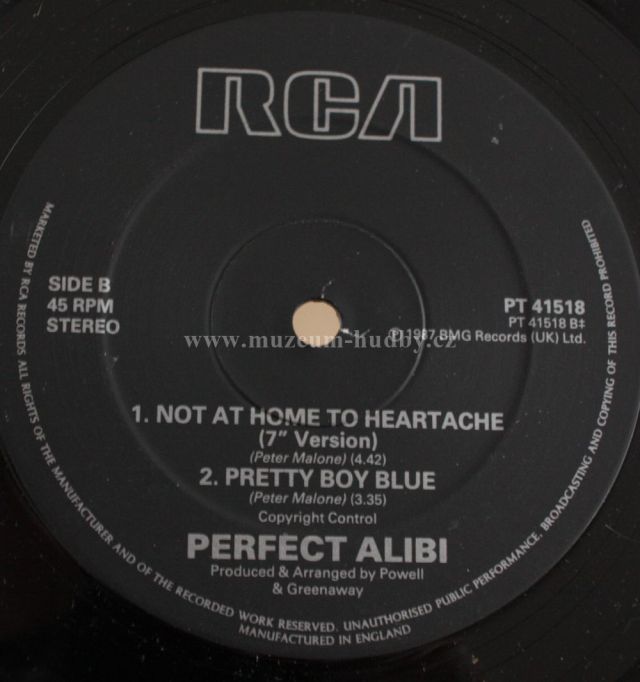 RCA
SIDE B
45 RPM
STEREO
PT 41518
PT 41518 B‡
℗ 1987 BMG Records (UK) Ltd.
www.muzeum-hudby.cz
1. NOT AT HOME TO HEARTACHE
(7" Version)
(Peter Malone) (4.42)
2. PRETTY BOY BLUE
(Peter Malone) (3.35)
Copyright Control
PERFECT ALIBI
Produced & Arranged by Powell
& Greenaway
MARKETED BY RCA RECORDS. ALL RIGHTS OF THE MANUFACTURER AND OF THE RECORDED WORK RESERVED. UNAUTHORISED PUBLIC PERFORMANCE, BROADCASTING AND COPYING OF THIS RECORD PROHIBITED
MANUFACTURED IN ENGLAND